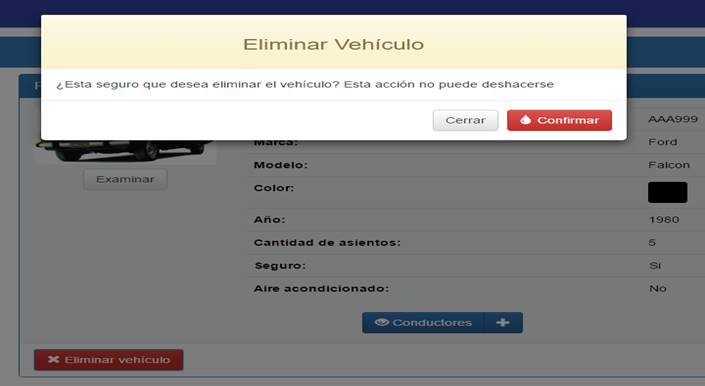 Eliminar Vehículo
¿Esta seguro que desea eliminar el vehículo? Esta acción no puede deshacerse
Cerrar
Confirmar
AAA999
Marca: Ford
Modelo: Falcon
Color:
Año: 1980
Cantidad de asientos: 5
Seguro: Si
Aire acondicionado: No
Examinar
Conductores
Eliminar vehículo